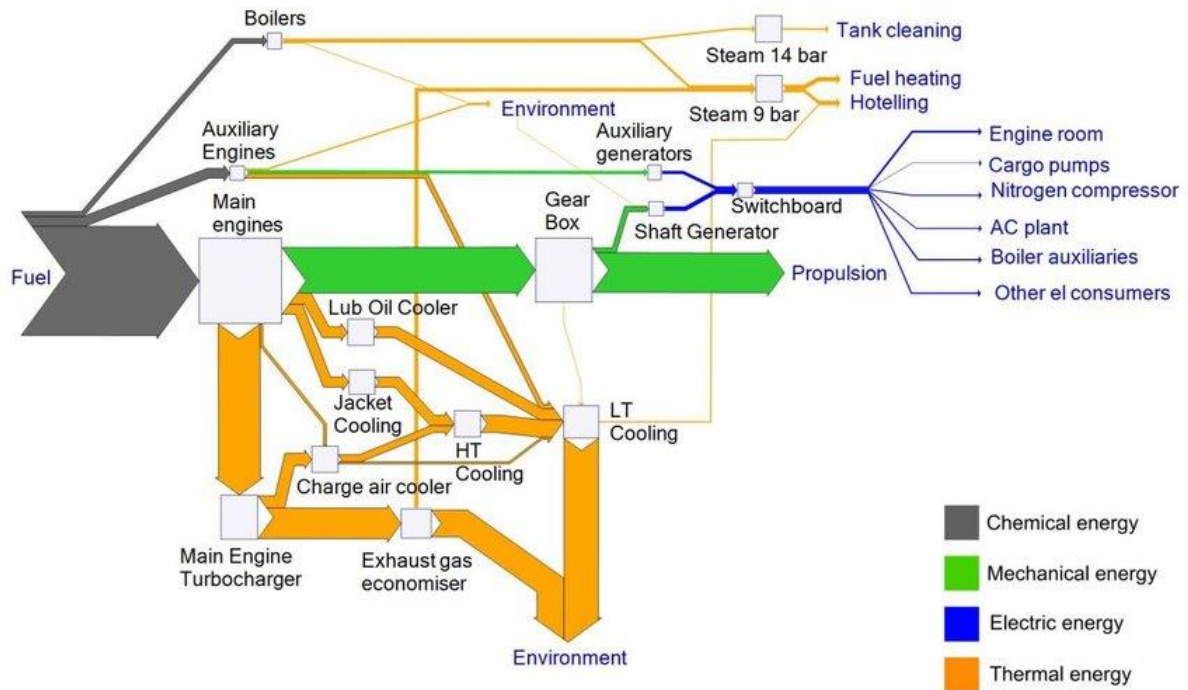 Boilers
Tank cleaning
Steam 14 bar
Fuel heating
Hotelling
Steam 9 bar
Environment
Auxiliary
Engines
Auxiliary
generators
Engine room
Cargo pumps
Nitrogen compressor
AC plant
Boiler auxiliaries
Other el consumers
Switchboard
Shaft Generator
Main
engines
Gear
Box
Fuel
Propulsion
Lub Oil Cooler
Jacket
Cooling
HT
Cooling
LT
Cooling
Charge air cooler
Main Engine
Turbocharger
Exhaust gas
economiser
Environment
Chemical energy
Mechanical energy
Electric energy
Thermal energy